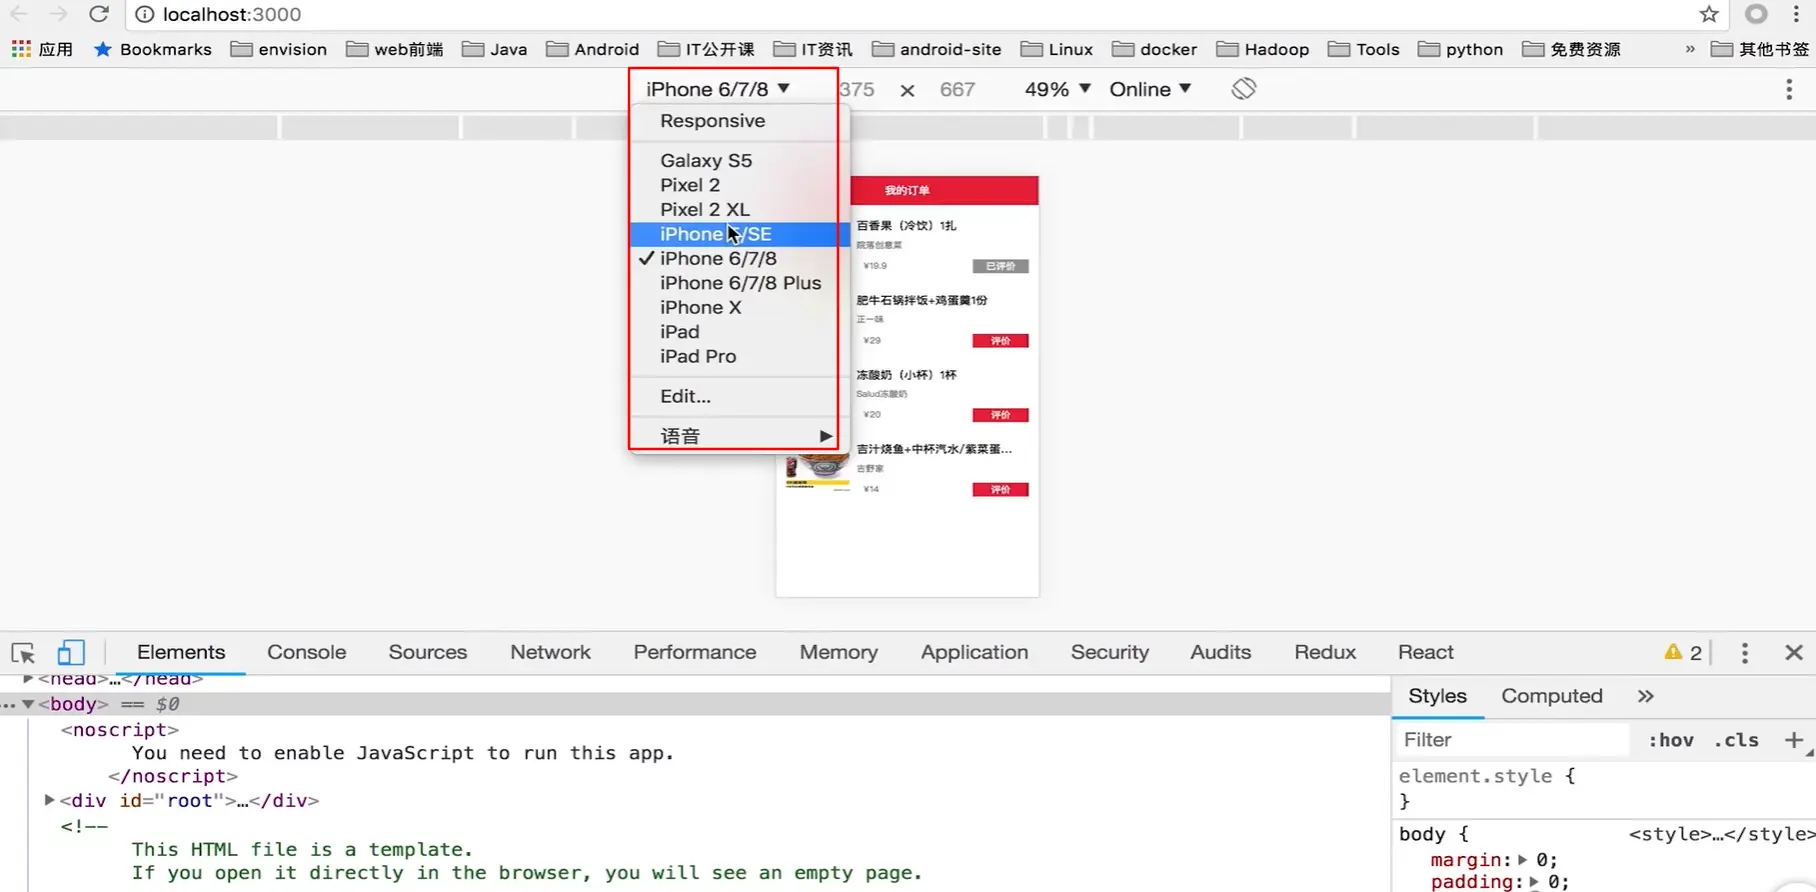 localhost:3000
应用 Bookmarks envision web前端 Java Android IT公开课 IT资讯 android-site Linux docker Hadoop Tools python 免费资源 » 其他书签
iPhone 6/7/8 ▼ 375 × 667 49% ▼ Online ▼
Responsive
Galaxy S5
Pixel 2
Pixel 2 XL
iPhone /SE
✓ iPhone 6/7/8
iPhone 6/7/8 Plus
iPhone X
iPad
iPad Pro
Edit...
语音 ▶
我的订单
百香果（冷饮）1扎
院落创意菜
¥19.9 已评价
肥牛石锅拌饭+鸡蛋羹1份
正一味
¥29 评价
冻酸奶（小杯）1杯
Salud冻酸奶
¥20 评价
吉汁烧鱼+中杯汽水/紫菜蛋...
吉野家
¥14 评价
Elements Console Sources Network Performance Memory Application Security Audits Redux React 2
▶<head>…</head>
…▼<body> == $0
<noscript>
You need to enable JavaScript to run this app.
</noscript>
▶<div id="root">…</div>
<!--
This HTML file is a template.
If you open it directly in the browser, you will see an empty page.
Styles Computed »
Filter :hov .cls +
element.style {
}
body { <style>…</style>
margin:▶ 0;
padding:▶ 0;